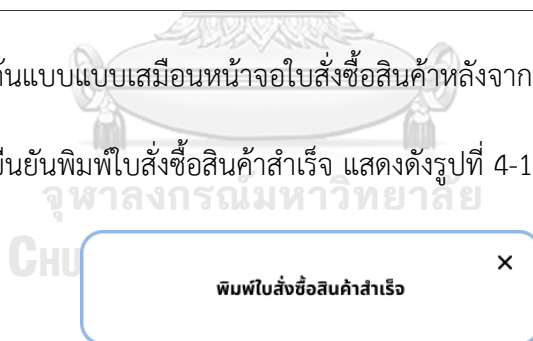 ต้นแบบแบบเสมือนหน้าจอใบสั่งซื้อสินค้าหลังจาก
ยืนยันพิมพ์ใบสั่งซื้อสินค้าสำเร็จ แสดงดังรูปที่ 4-1
จุฬาลงกรณ์มหาวิทยาลัย
CHU
พิมพ์ใบสั่งซื้อสินค้าสำเร็จ